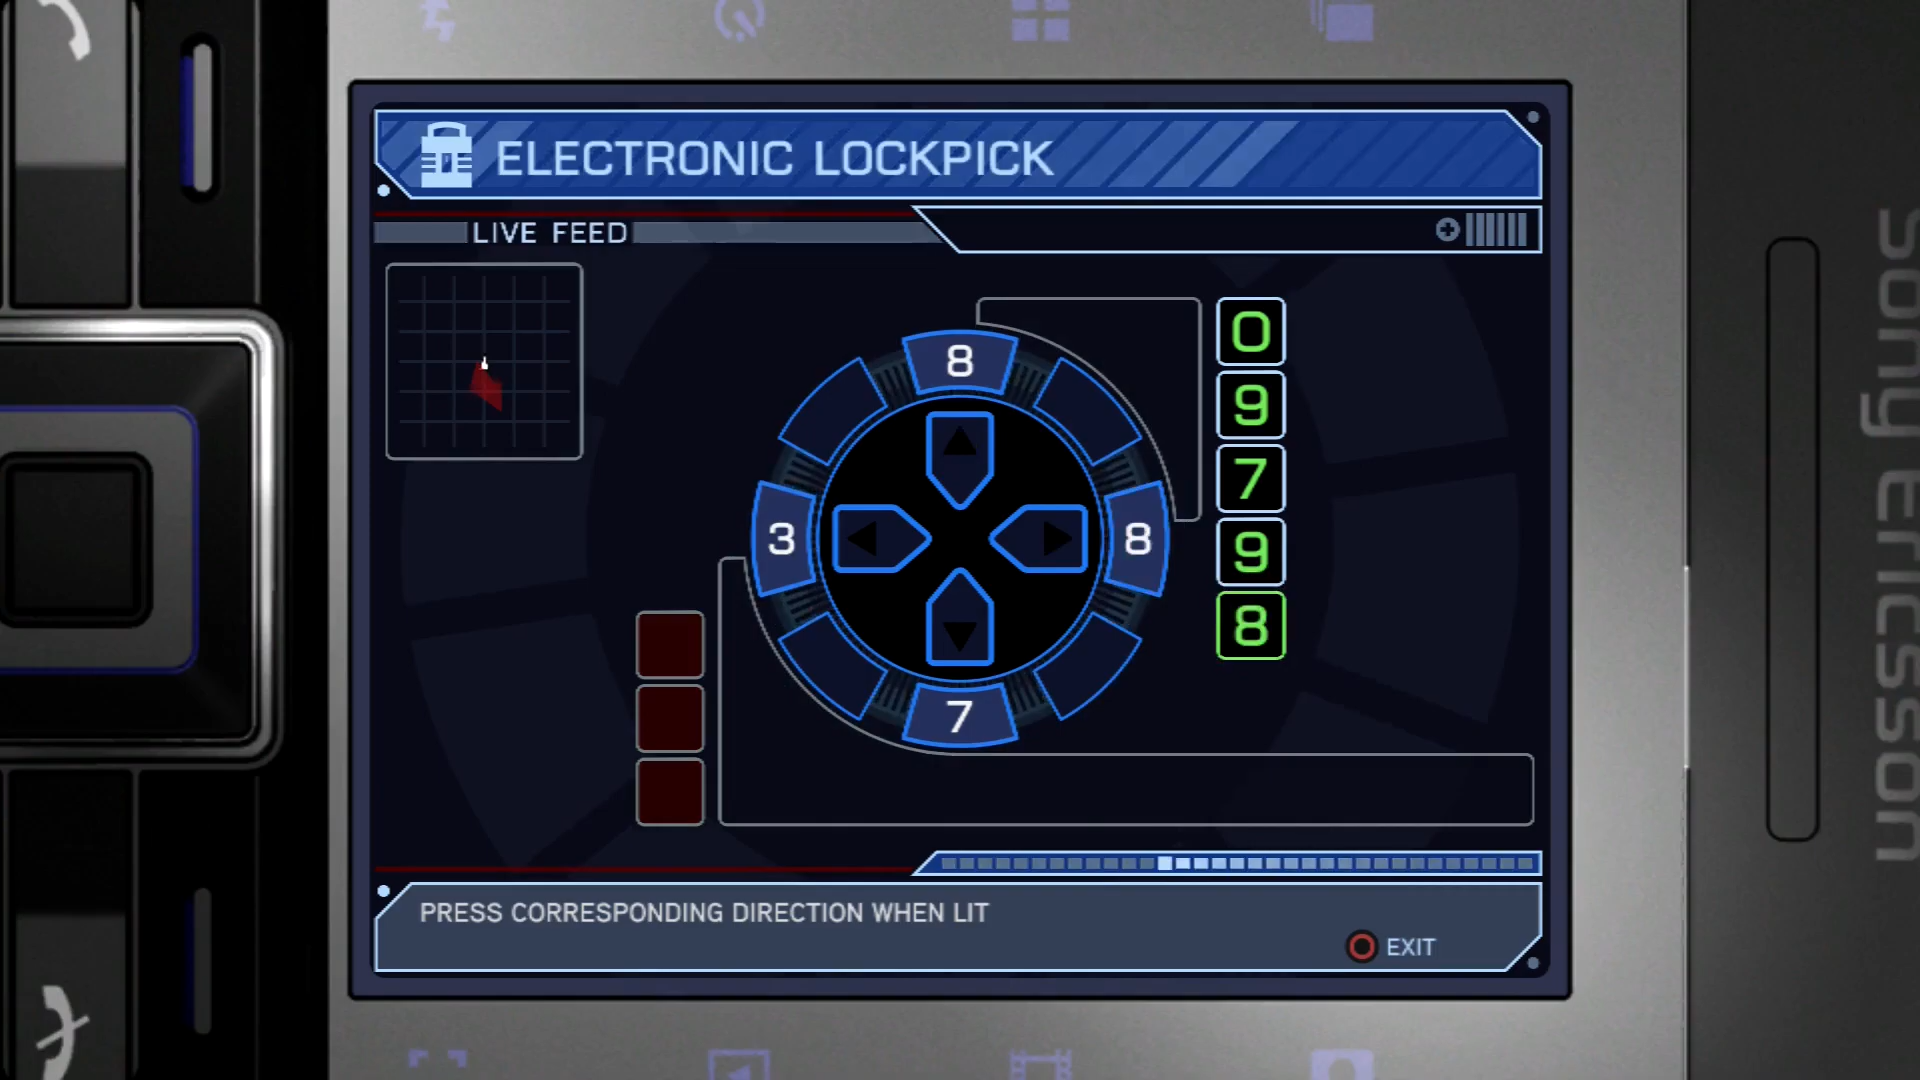 ELECTRONIC LOCKPICK
LIVE FEED
0
8
9
7
3
8
9
8
7
PRESS CORRESPONDING DIRECTION WHEN LIT
EXIT
Sony Ericsson